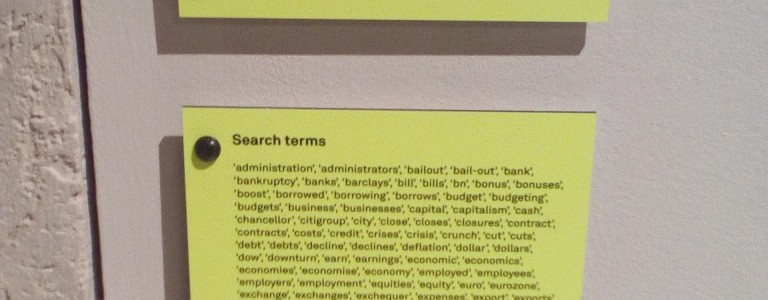 Search terms
'administration', 'administrators', 'bailout', 'bail-out', 'bank',
'bankruptcy', 'banks', 'barclays', 'bill', 'bills', 'bn', 'bonus', 'bonuses',
'boost', 'borrowed', 'borrowing', 'borrows', 'budget', 'budgeting',
'budgets', 'business', 'businesses', 'capital', 'capitalism', 'cash',
'chancellor', 'citigroup', 'city', 'close', 'closes', 'closures', 'contract',
'contracts', 'costs', 'credit', 'crises', 'crisis', 'crunch', 'cut', 'cuts',
'debt', 'debts', 'decline', 'declines', 'deflation', 'dollar', 'dollars',
'dow', 'downturn', 'earn', 'earnings', 'economic', 'economics',
'economies', 'economise', 'economy', 'employed', 'employees',
'employers', 'employment', 'equities', 'equity', 'euro', 'eurozone',
'exchange', 'exchanges', 'exchequer', 'expenses', 'export', 'exports',